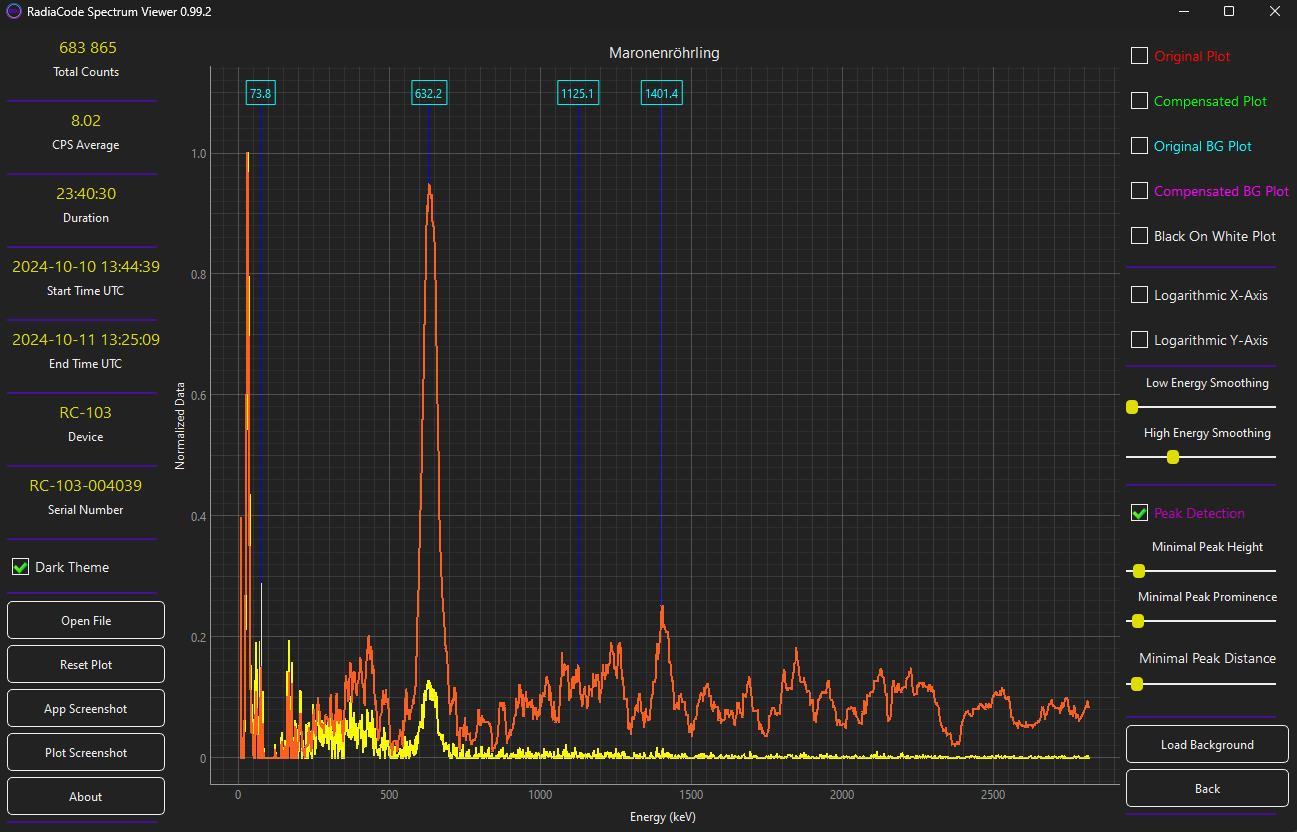 RadiaCode Spectrum Viewer 0.99.2
683 865
Total Counts
8.02
CPS Average
23:40:30
Duration
2024-10-10 13:44:39
Start Time UTC
2024-10-11 13:25:09
End Time UTC
RC-103
Device
RC-103-004039
Serial Number
Dark Theme
Open File
Reset Plot
App Screenshot
Plot Screenshot
About
Maronenröhrling
73.8
632.2
1125.1
1401.4
Normalized Data
1.0
0.8
0.6
0.4
0.2
0
0
500
1000
1500
2000
2500
Energy (keV)
Original Plot
Compensated Plot
Original BG Plot
Compensated BG Plot
Black On White Plot
Logarithmic X-Axis
Logarithmic Y-Axis
Low Energy Smoothing
High Energy Smoothing
Peak Detection
Minimal Peak Height
Minimal Peak Prominence
Minimal Peak Distance
Load Background
Back